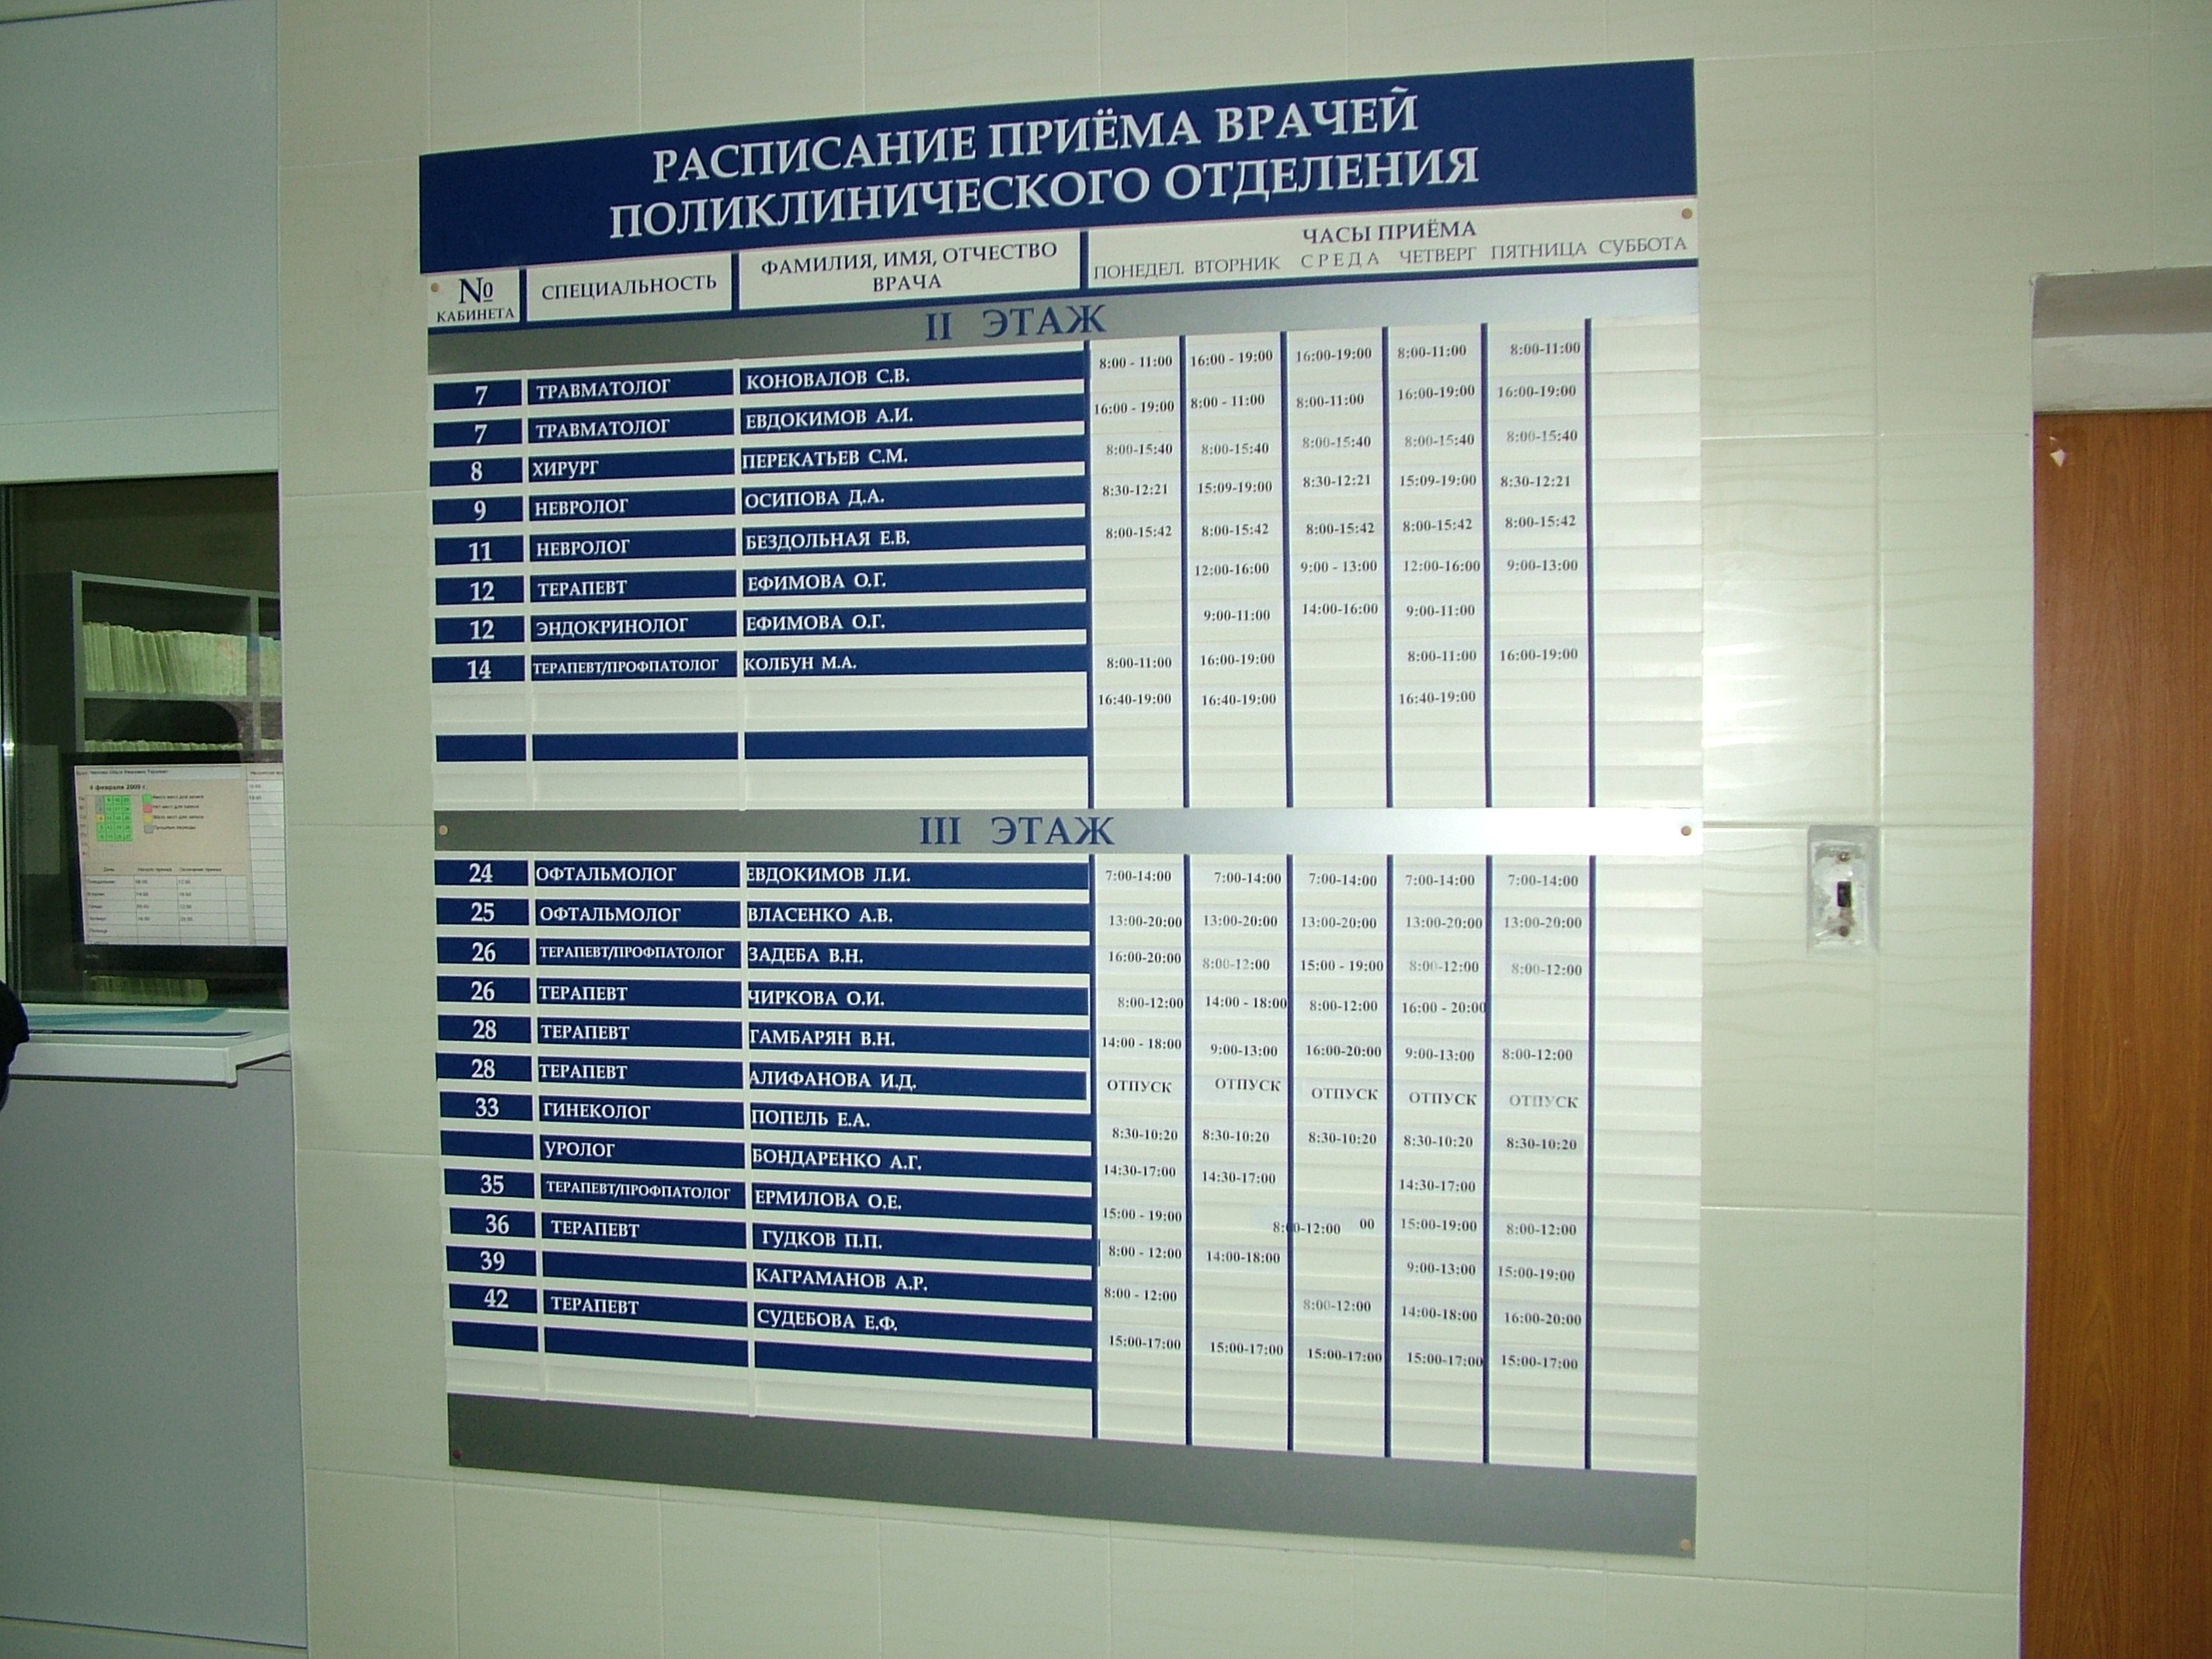 РАСПИСАНИЕ ПРИЁМА ВРАЧЕЙ
ПОЛИКЛИНИЧЕСКОГО ОТДЕЛЕНИЯ
№ КАБИНЕТА СПЕЦИАЛЬНОСТЬ ФАМИЛИЯ, ИМЯ, ОТЧЕСТВО ВРАЧА ЧАСЫ ПРИЁМА
ПОНЕДЕЛ. ВТОРНИК СРЕДА ЧЕТВЕРГ ПЯТНИЦА СУББОТА
II ЭТАЖ
7 ТРАВМАТОЛОГ КОНОВАЛОВ С.В. 8:00 - 11:00 16:00 - 19:00 16:00-19:00 8:00-11:00 8:00-11:00
7 ТРАВМАТОЛОГ ЕВДОКИМОВ А.И. 16:00 - 19:00 8:00 - 11:00 8:00-11:00 16:00-19:00 16:00-19:00
8 ХИРУРГ ПЕРЕКАТЬЕВ С.М. 8:00-15:40 8:00-15:40 8:00-15:40 8:00-15:40 8:00-15:40
9 НЕВРОЛОГ ОСИПОВА Д.А. 8:30-12:21 15:09-19:00 8:30-12:21 15:09-19:00 8:30-12:21
11 НЕВРОЛОГ БЕЗДОЛЬНАЯ Е.В. 8:00-15:42 8:00-15:42 8:00-15:42 8:00-15:42 8:00-15:42
12 ТЕРАПЕВТ ЕФИМОВА О.Г. 12:00-16:00 9:00 - 13:00 12:00-16:00 9:00-13:00
12 ЭНДОКРИНОЛОГ ЕФИМОВА О.Г. 9:00-11:00 14:00-16:00 9:00-11:00
14 ТЕРАПЕВТ/ПРОФПАТОЛОГ КОЛБУН М.А. 8:00-11:00 16:00-19:00 8:00-11:00 16:00-19:00
16:40-19:00 16:40-19:00 16:40-19:00
III ЭТАЖ
24 ОФТАЛЬМОЛОГ ЕВДОКИМОВ Л.И. 7:00-14:00 7:00-14:00 7:00-14:00 7:00-14:00 7:00-14:00
25 ОФТАЛЬМОЛОГ ВЛАСЕНКО А.В. 13:00-20:00 13:00-20:00 13:00-20:00 13:00-20:00 13:00-20:00
26 ТЕРАПЕВТ/ПРОФПАТОЛОГ ЗАДЕБА В.Н. 16:00-20:00 8:00-12:00 15:00 - 19:00 8:00-12:00 8:00-12:00
26 ТЕРАПЕВТ ЧИРКОВА О.И. 8:00-12:00 14:00 - 18:00 8:00-12:00 16:00 - 20:00
28 ТЕРАПЕВТ ГАМБАРЯН В.Н. 14:00 - 18:00 9:00-13:00 16:00-20:00 9:00-13:00 8:00-12:00
28 ТЕРАПЕВТ АЛИФАНОВА И.Д. ОТПУСК ОТПУСК ОТПУСК ОТПУСК ОТПУСК
33 ГИНЕКОЛОГ ПОПЕЛЬ Е.А. 8:30-10:20 8:30-10:20 8:30-10:20 8:30-10:20 8:30-10:20
УРОЛОГ БОНДАРЕНКО А.Г. 14:30-17:00 14:30-17:00 14:30-17:00
35 ТЕРАПЕВТ/ПРОФПАТОЛОГ ЕРМИЛОВА О.Е. 15:00 - 19:00 8:00-12:00 00 15:00-19:00 8:00-12:00
36 ТЕРАПЕВТ ГУДКОВ П.П. 8:00 - 12:00 14:00-18:00 9:00-13:00 15:00-19:00
39 КАГРАМАНОВ А.Р. 8:00 - 12:00 8:00-12:00 14:00-18:00 16:00-20:00
42 ТЕРАПЕВТ СУДЕБОВА Е.Ф. 15:00-17:00 15:00-17:00 15:00-17:00 15:00-17:00 15:00-17:00
февраля 2009 г.